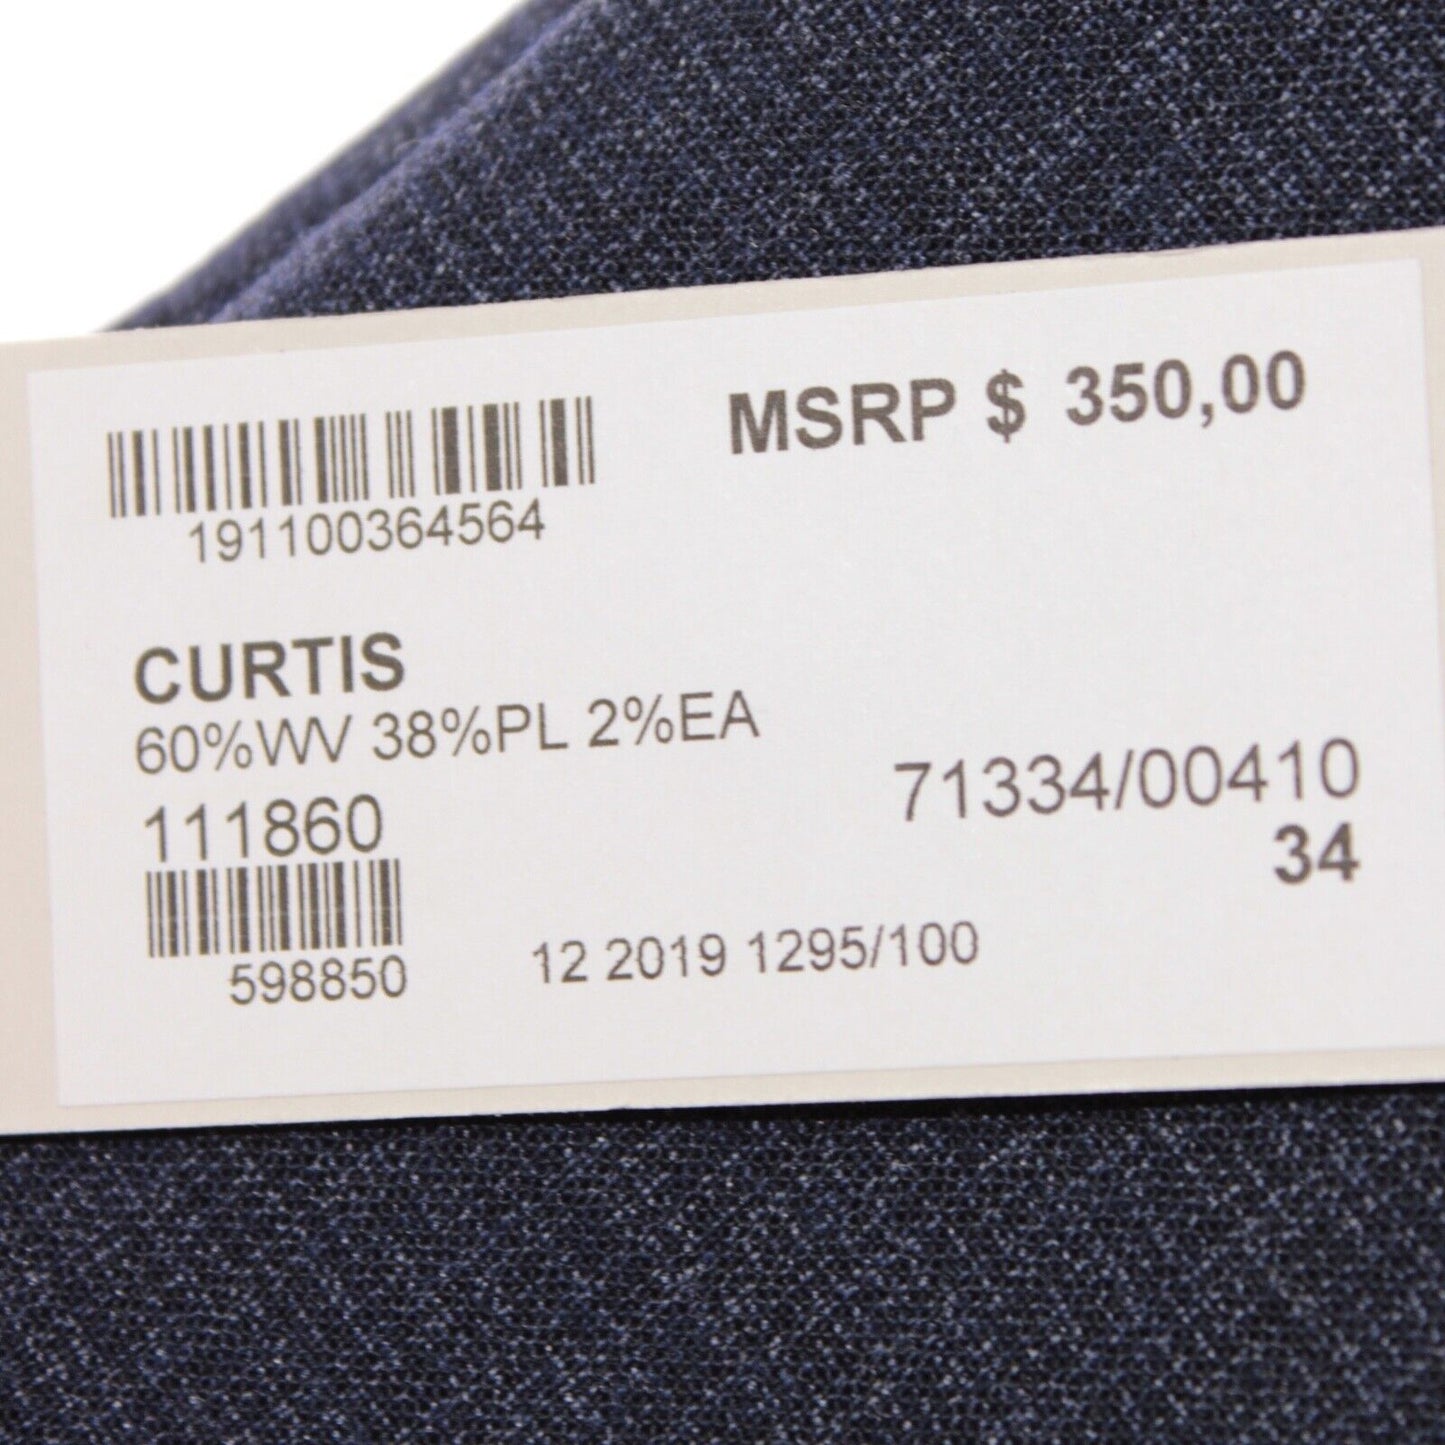 MSRP $ 350,00
191100364564
CURTIS
60%WV 38%PL 2%EA
111860
71334/00410
34
598850
12 2019 1295/100